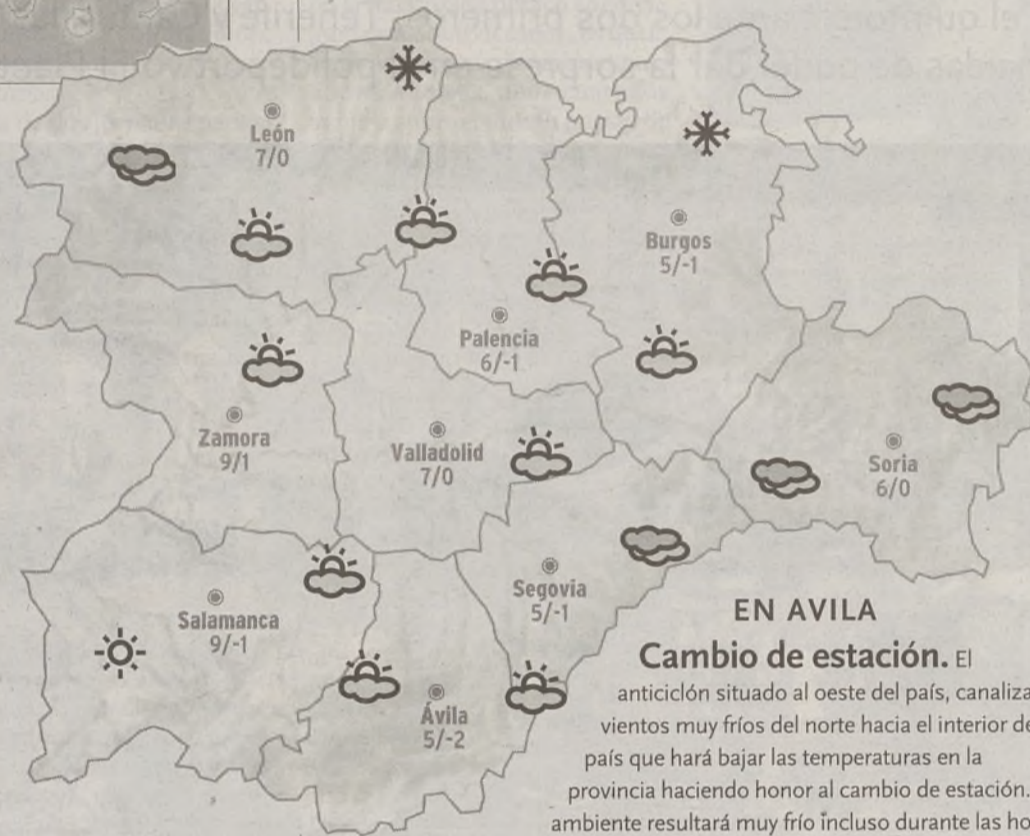 León
7/0
Burgos
5/-1
Palencia
6/-1
Zamora
9/1
Valladolid
7/0
Soria
6/0
Segovia
5/-1
Salamanca
9/-1
Ávila
5/-2
EN AVILA
Cambio de estación. El
anticiclón situado al oeste del país, canaliza
vientos muy fríos del norte hacia el interior de
país que hará bajar las temperaturas en la
provincia haciendo honor al cambio de estación.
ambiente resultará muy frío incluso durante las ho